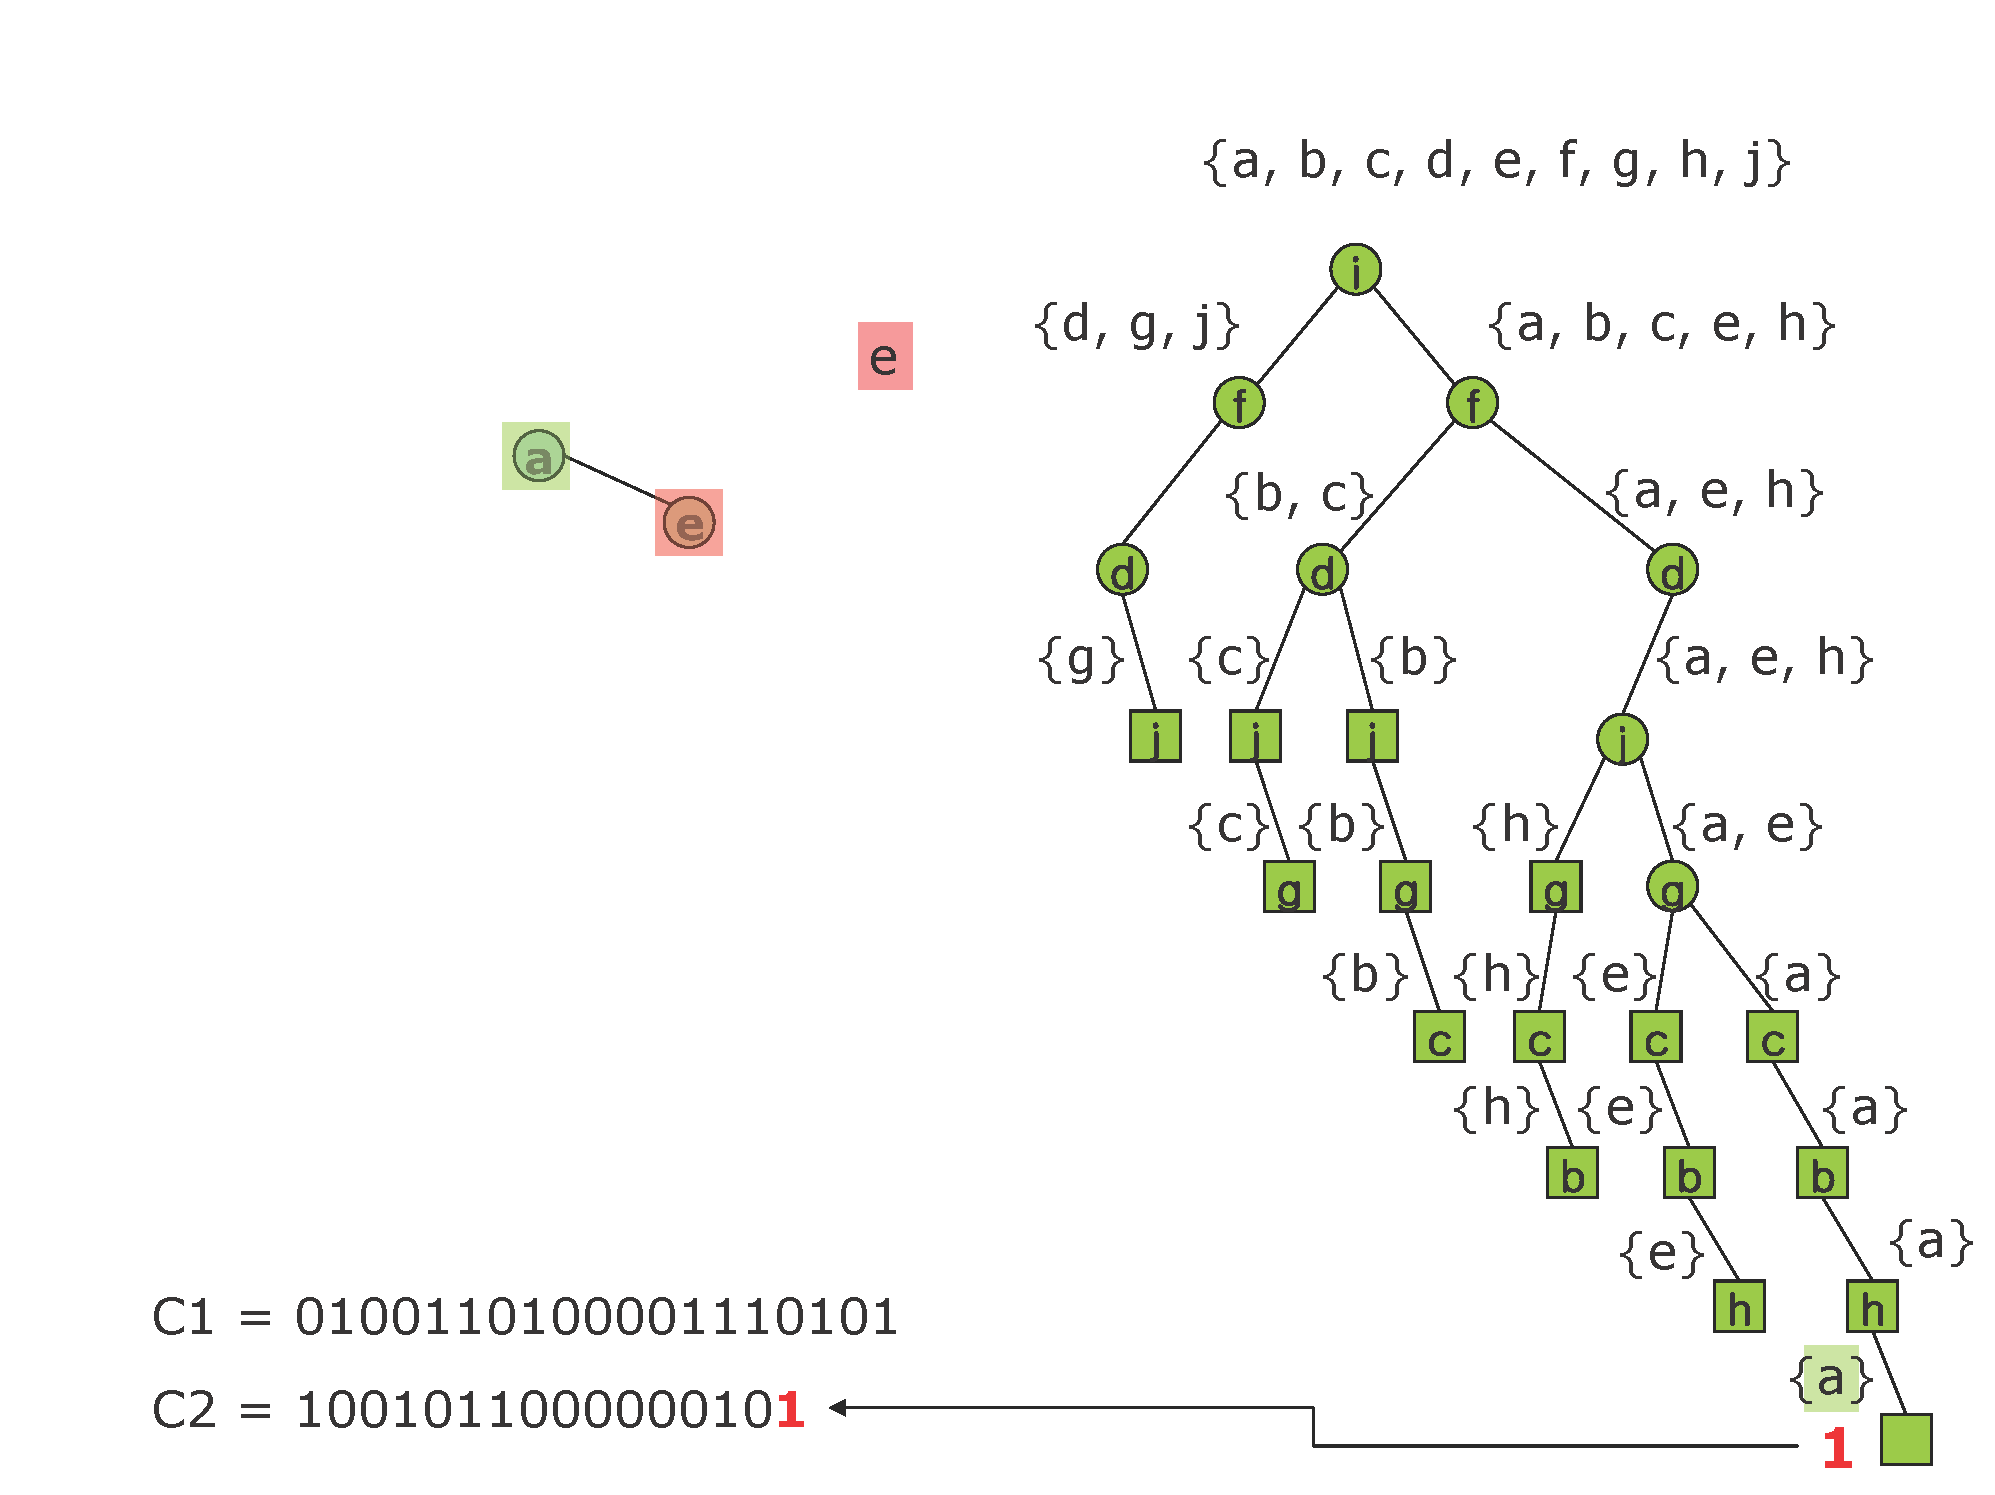 {a, b, c, d, e, f, g, h, j}
i
{d, g, j} {a, b, c, e, h}
e
f f
a
{b, c} {a, e, h}
e
d d d
{g} {c} {b} {a, e, h}
j j j j
{c} {b} {h} {a, e}
g g g g
{b} {h} {e} {a}
c c c c
{h} {e} {a}
b b b
{e} {a}
h h
C1 = 0100110100001110101
{a}
C2 = 1001011000000101
1